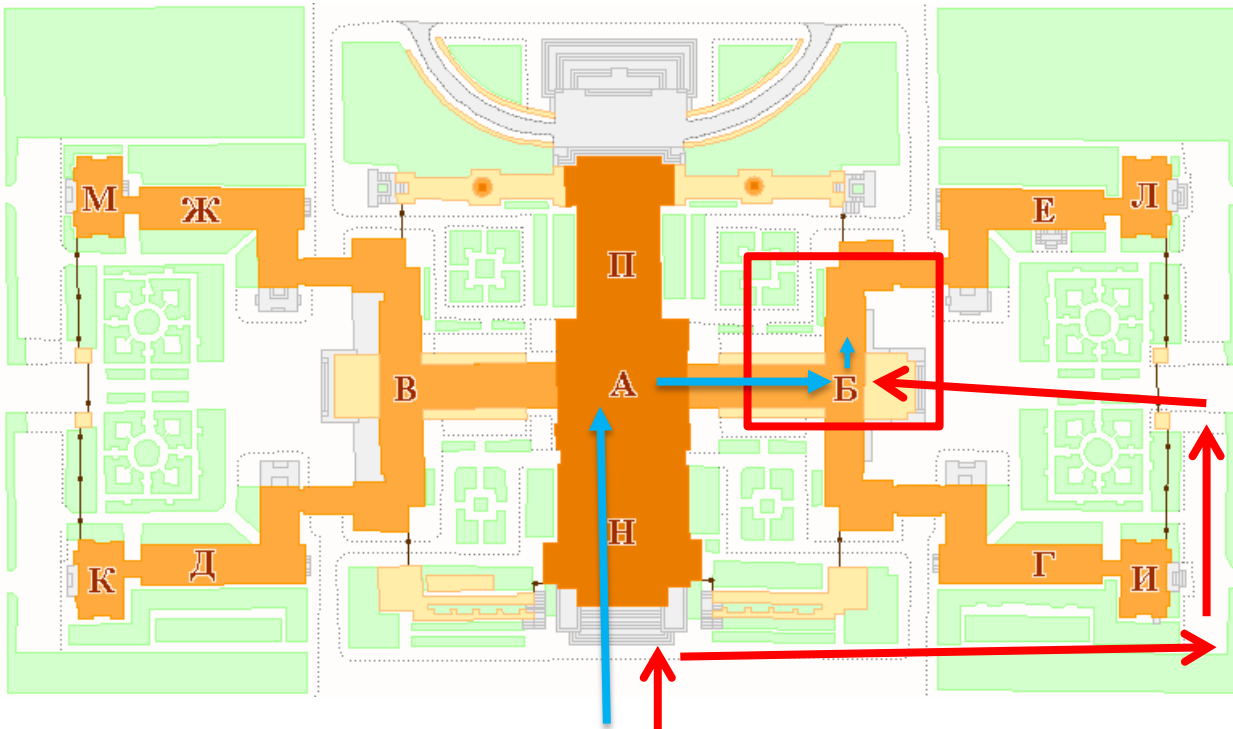 М Ж Е Л
П
В А Б
Н
К Д Г И